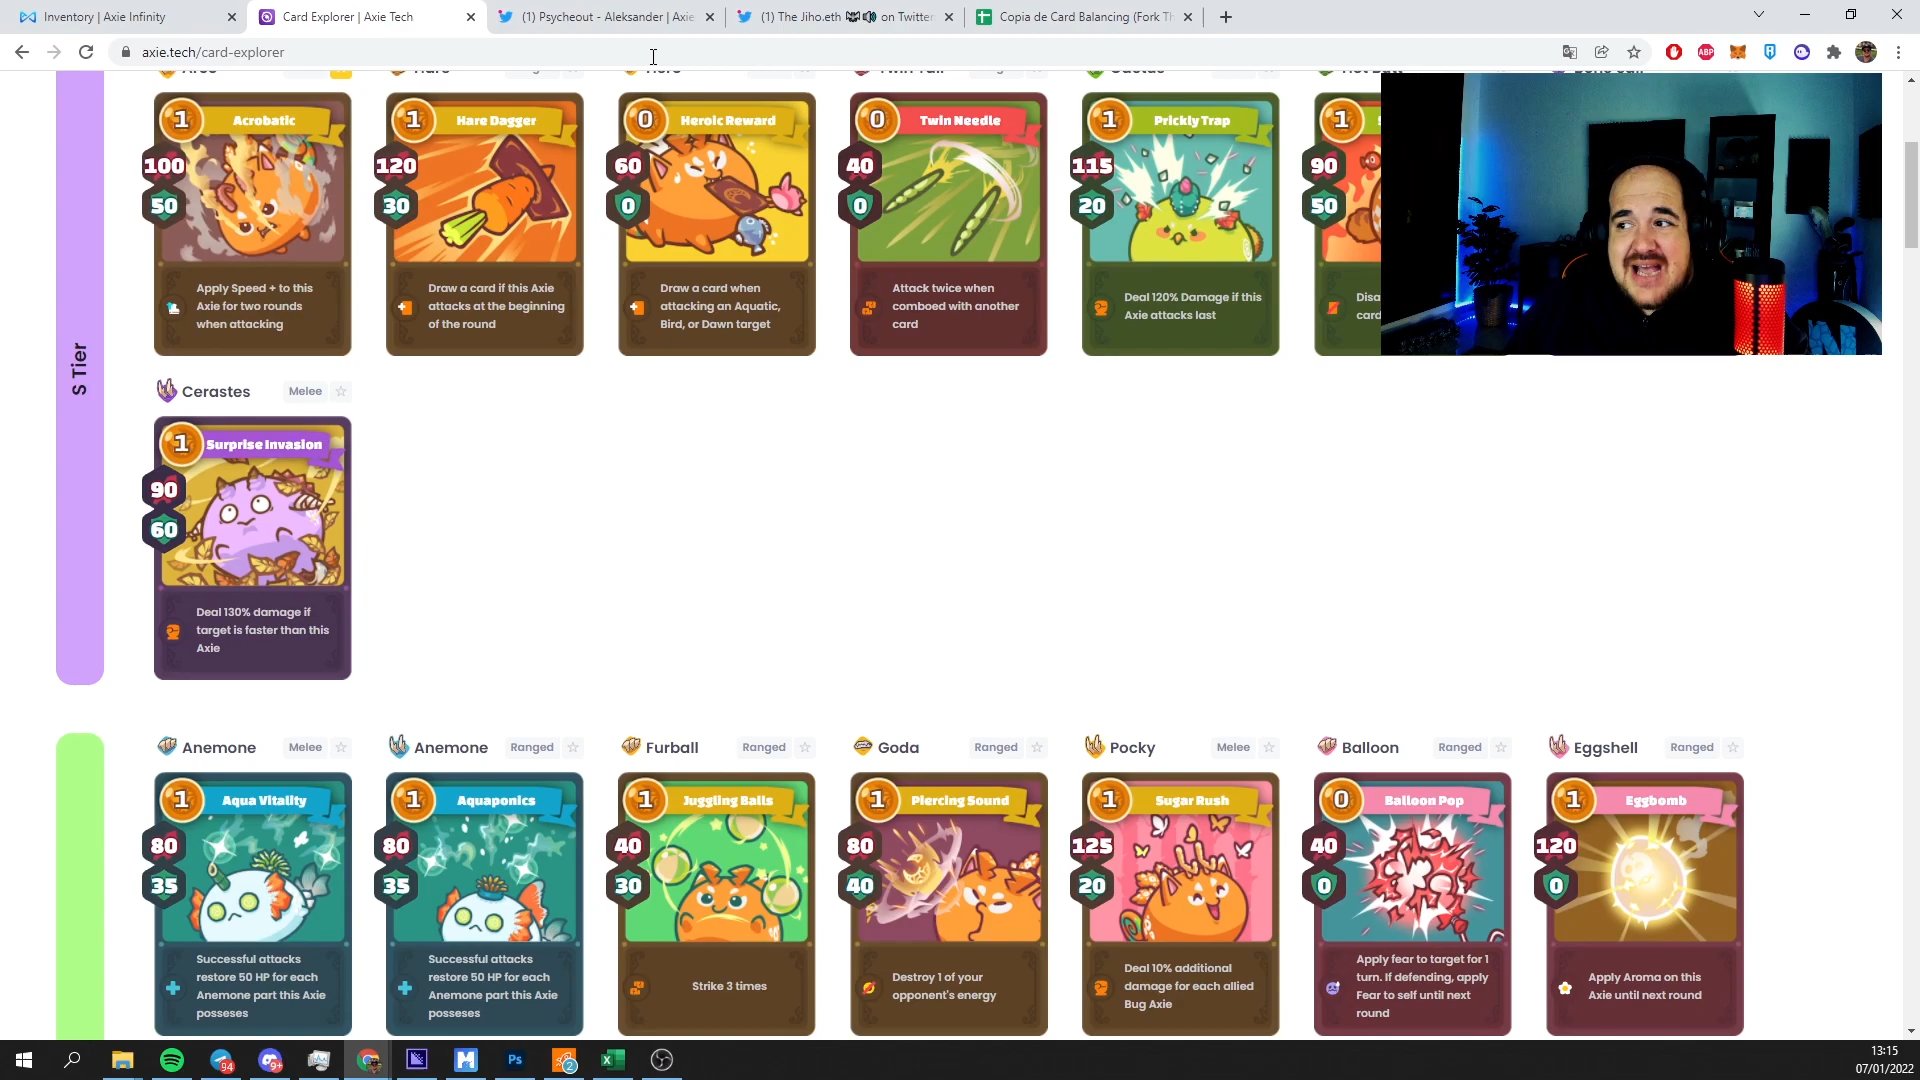 Inventory | Axie Infinity
Card Explorer | Axie Tech
(1) Psycheout - Aleksander | Axie
(1) The Jiho.eth on Twitter
Copia de Card Balancing (Fork Th
axie.tech/card-explorer
ABP
S Tier
1 Acrobatic
100
50
Apply Speed + to this
Axie for two rounds
when attacking
1 Hare Dagger
120
30
Draw a card if this Axie
attacks at the beginning
of the round
0 Heroic Reward
60
0
Draw a card when
attacking an Aquatic,
Bird, or Dawn target
0 Twin Needle
40
0
Attack twice when
comboed with another
card
1 Prickly Trap
115
20
Deal 120% Damage if this
Axie attacks last
1
90
50
Disa
card
Cerastes Melee
1 Surprise Invasion
90
60
Deal 130% damage if
target is faster than this
Axie
Anemone Melee
1 Aqua Vitality
80
35
Successful attacks
restore 50 HP for each
Anemone part this Axie
posseses
Anemone Ranged
1 Aquaponics
80
35
Successful attacks
restore 50 HP for each
Anemone part this Axie
posseses
Furball Ranged
1 Juggling Balls
40
30
Strike 3 times
Goda Ranged
1 Piercing Sound
80
40
Destroy 1 of your
opponent's energy
Pocky Melee
1 Sugar Rush
125
20
Deal 10% additional
damage for each allied
Bug Axie
Balloon Ranged
0 Balloon Pop
40
0
Apply fear to target for 1
turn. If defending, apply
Fear to self until next
round
Eggshell Ranged
1 Eggbomb
120
0
Apply Aroma on this
Axie until next round
94
9+
Ps
2
13:15
07/01/2022